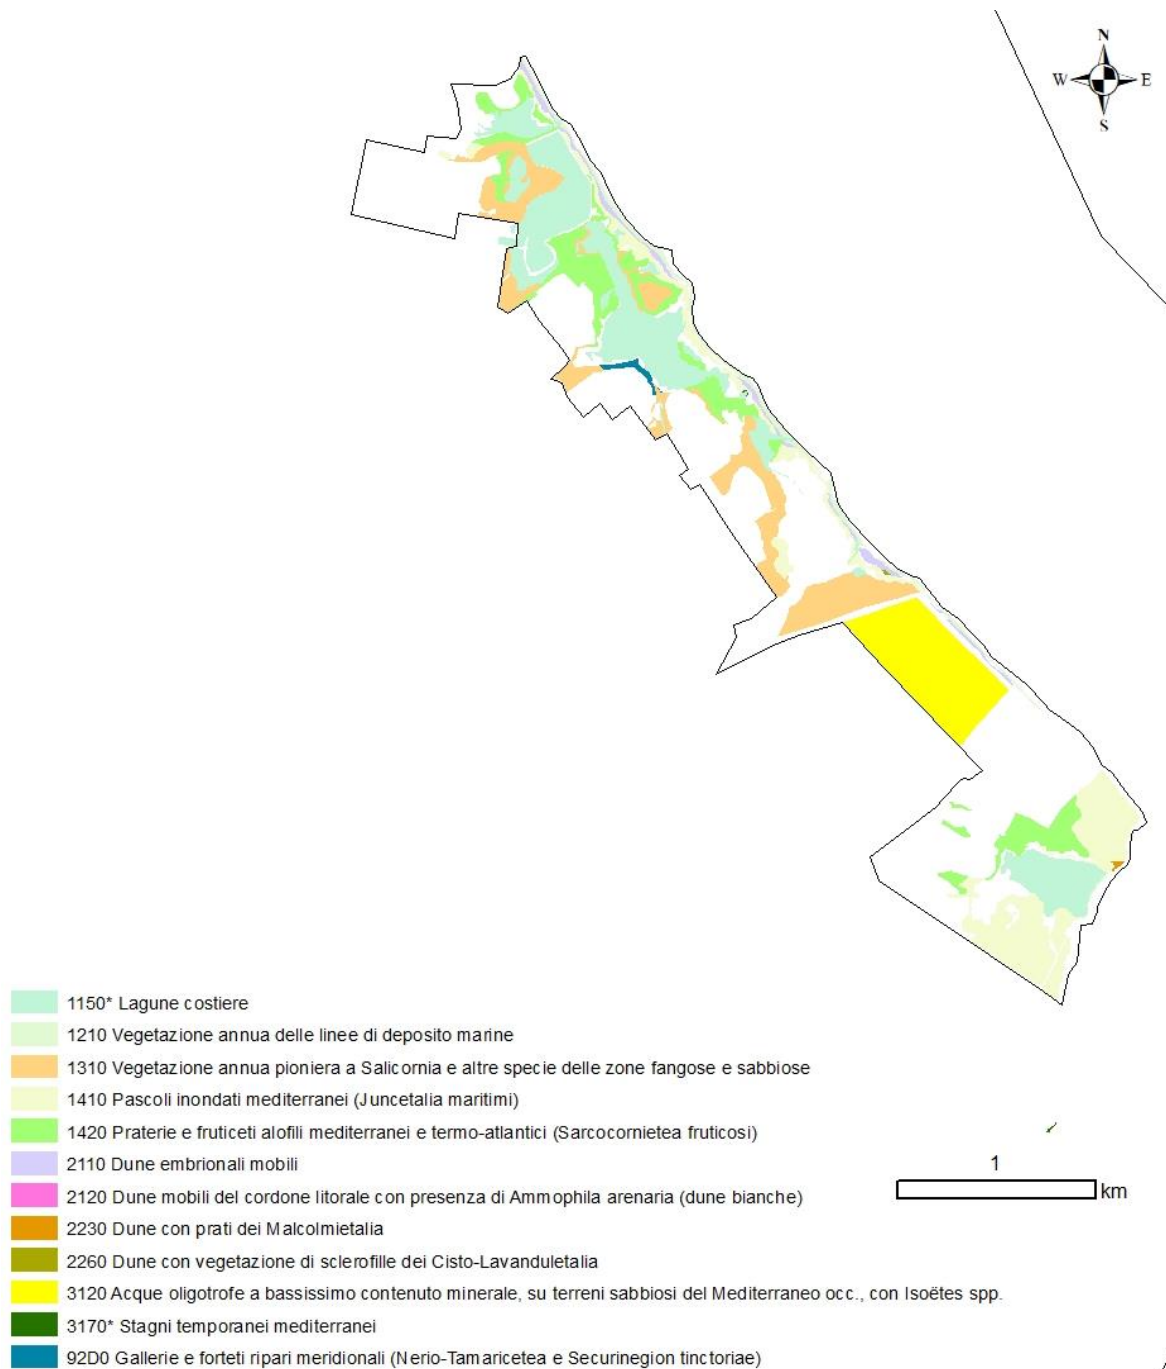 N
W E
S
1150* Lagune costiere
1210 Vegetazione annua delle linee di deposito marine
1310 Vegetazione annua pioniera a Salicornia e altre specie delle zone fangose e sabbiose
1410 Pascoli inondati mediterranei (Juncetalia maritimi)
1420 Praterie e fruticeti alofili mediterranei e termo-atlantici (Sarcocornietea fruticosi)
2110 Dune embrionali mobili
2120 Dune mobili del cordone litorale con presenza di Ammophila arenaria (dune bianche)
2230 Dune con prati dei Malcolmietalia
2260 Dune con vegetazione di sclerofille dei Cisto-Lavanduletalia
3120 Acque oligotrofe a bassissimo contenuto minerale, su terreni sabbiosi del Mediterraneo occ., con Isoëtes spp.
3170* Stagni temporanei mediterranei
92D0 Gallerie e forteti ripari meridionali (Nerio-Tamaricetea e Securinegion tinctoriae)
1
km